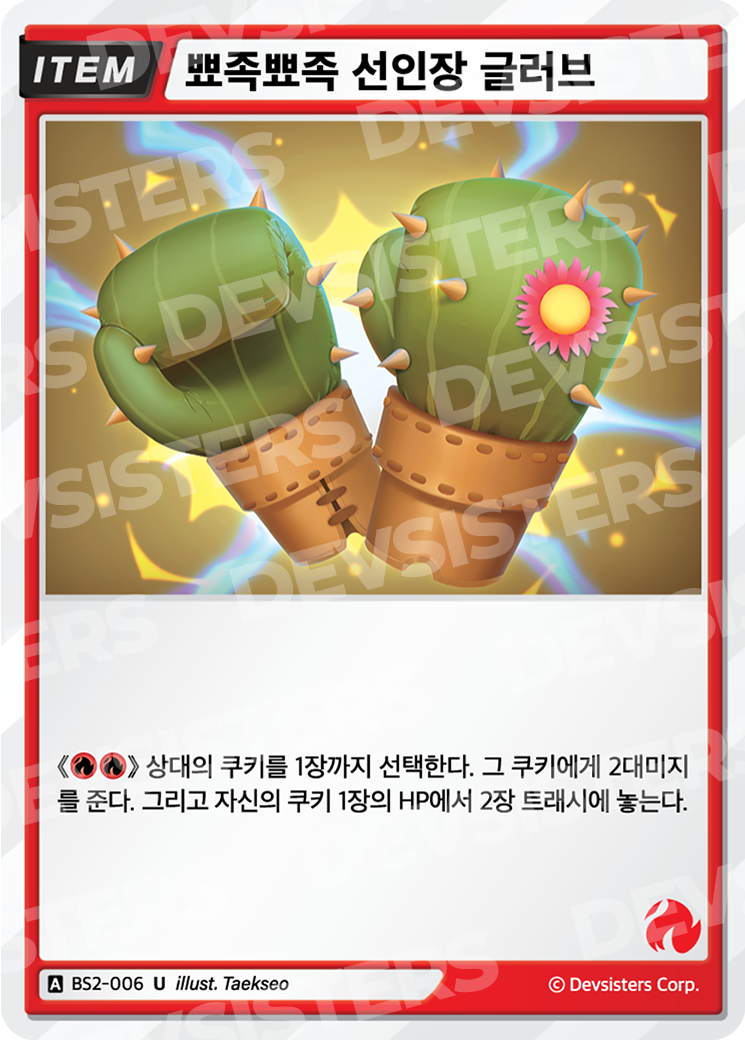 ITEM
뾰족뾰족 선인장 글러브
《🔥🔥》 상대의 쿠키를 1장까지 선택한다. 그 쿠키에게 2대미지
를 준다. 그리고 자신의 쿠키 1장의 HP에서 2장 트래시에 놓는다.
A BS2-006 U illust. Taekseo
© Devsisters Corp.
DEVSISTERS